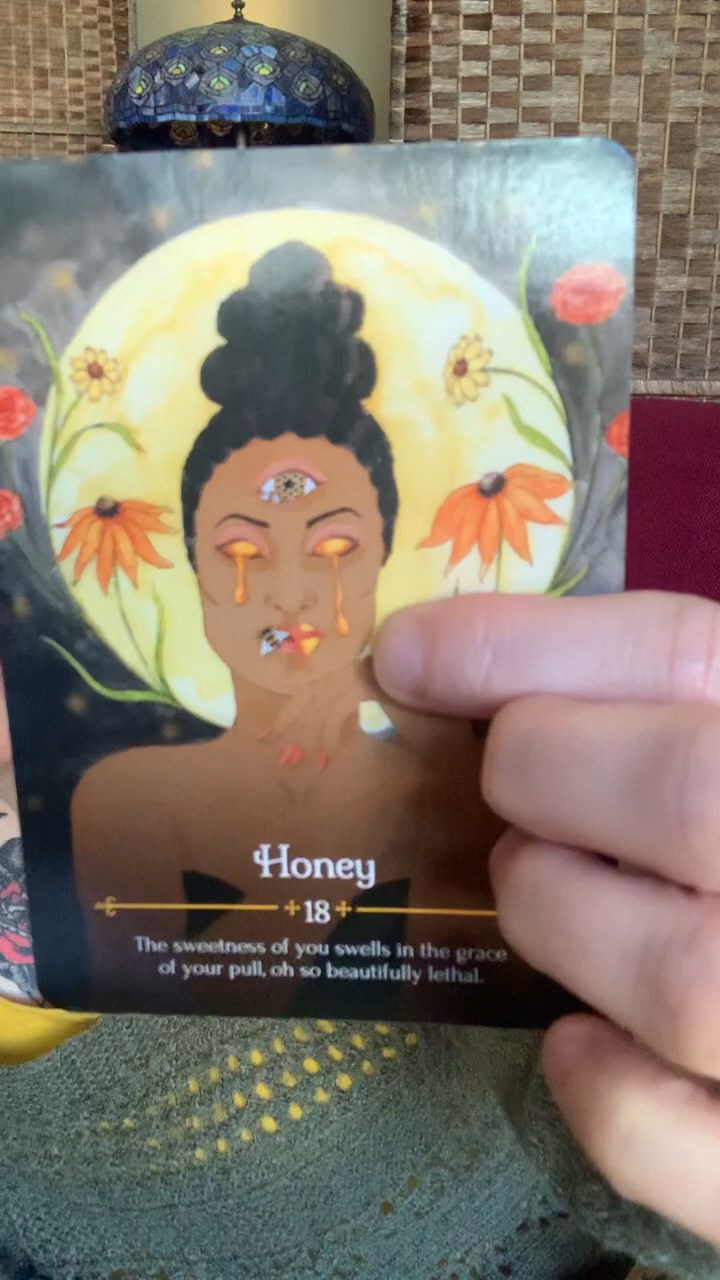 Honey
18
The sweetness of you swells in the grace
of your pull, oh so beautifully lethal.